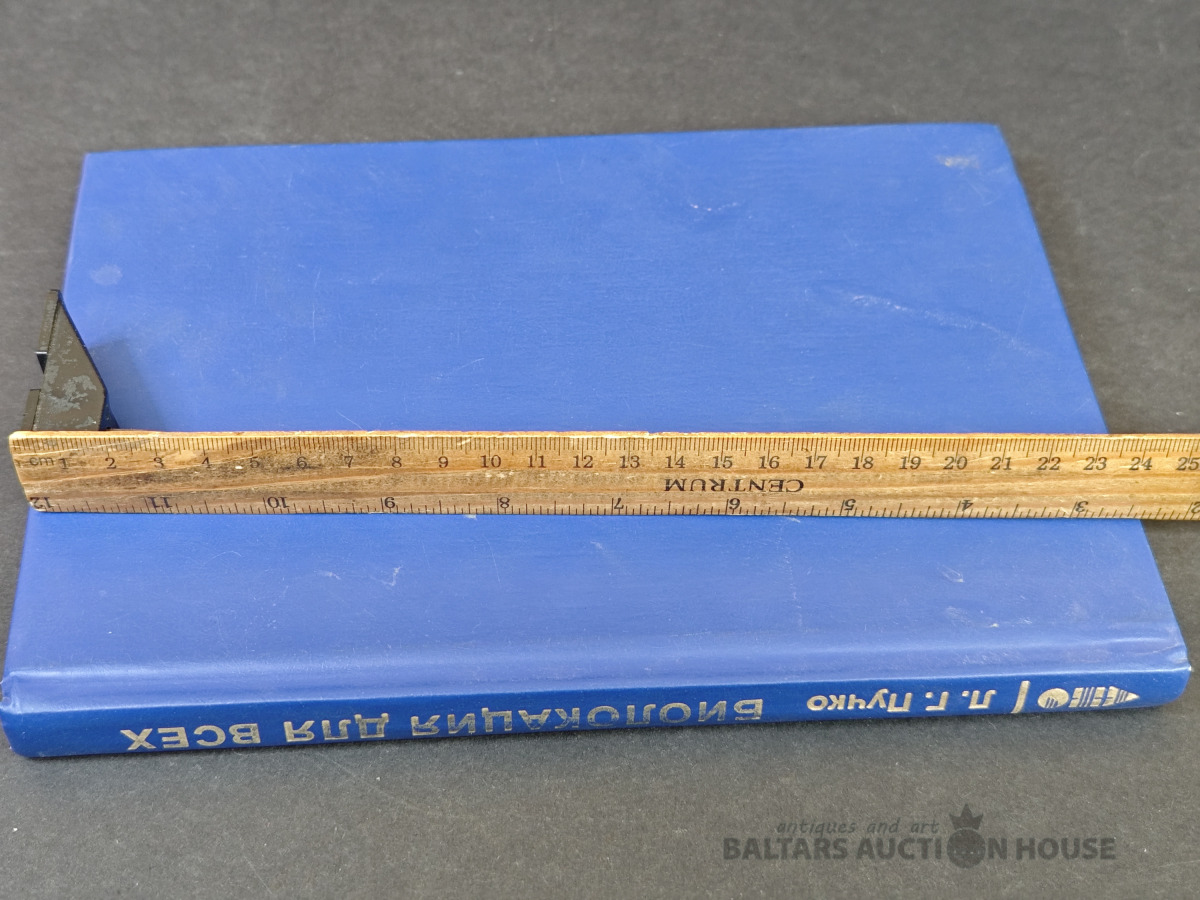 cm 1 2 3 4 5 6 7 8 9 10 11 12 13 14 15 16 17 18 19 20 21 22 23 24 25
CENTRUM
12 11 10 9 8 7 6 5 4 3 2
Л. Г. Пучко БИОЛОКАЦИЯ ДЛЯ ВСЕХ
antiques and art
BALTARS AUCTION HOUSE